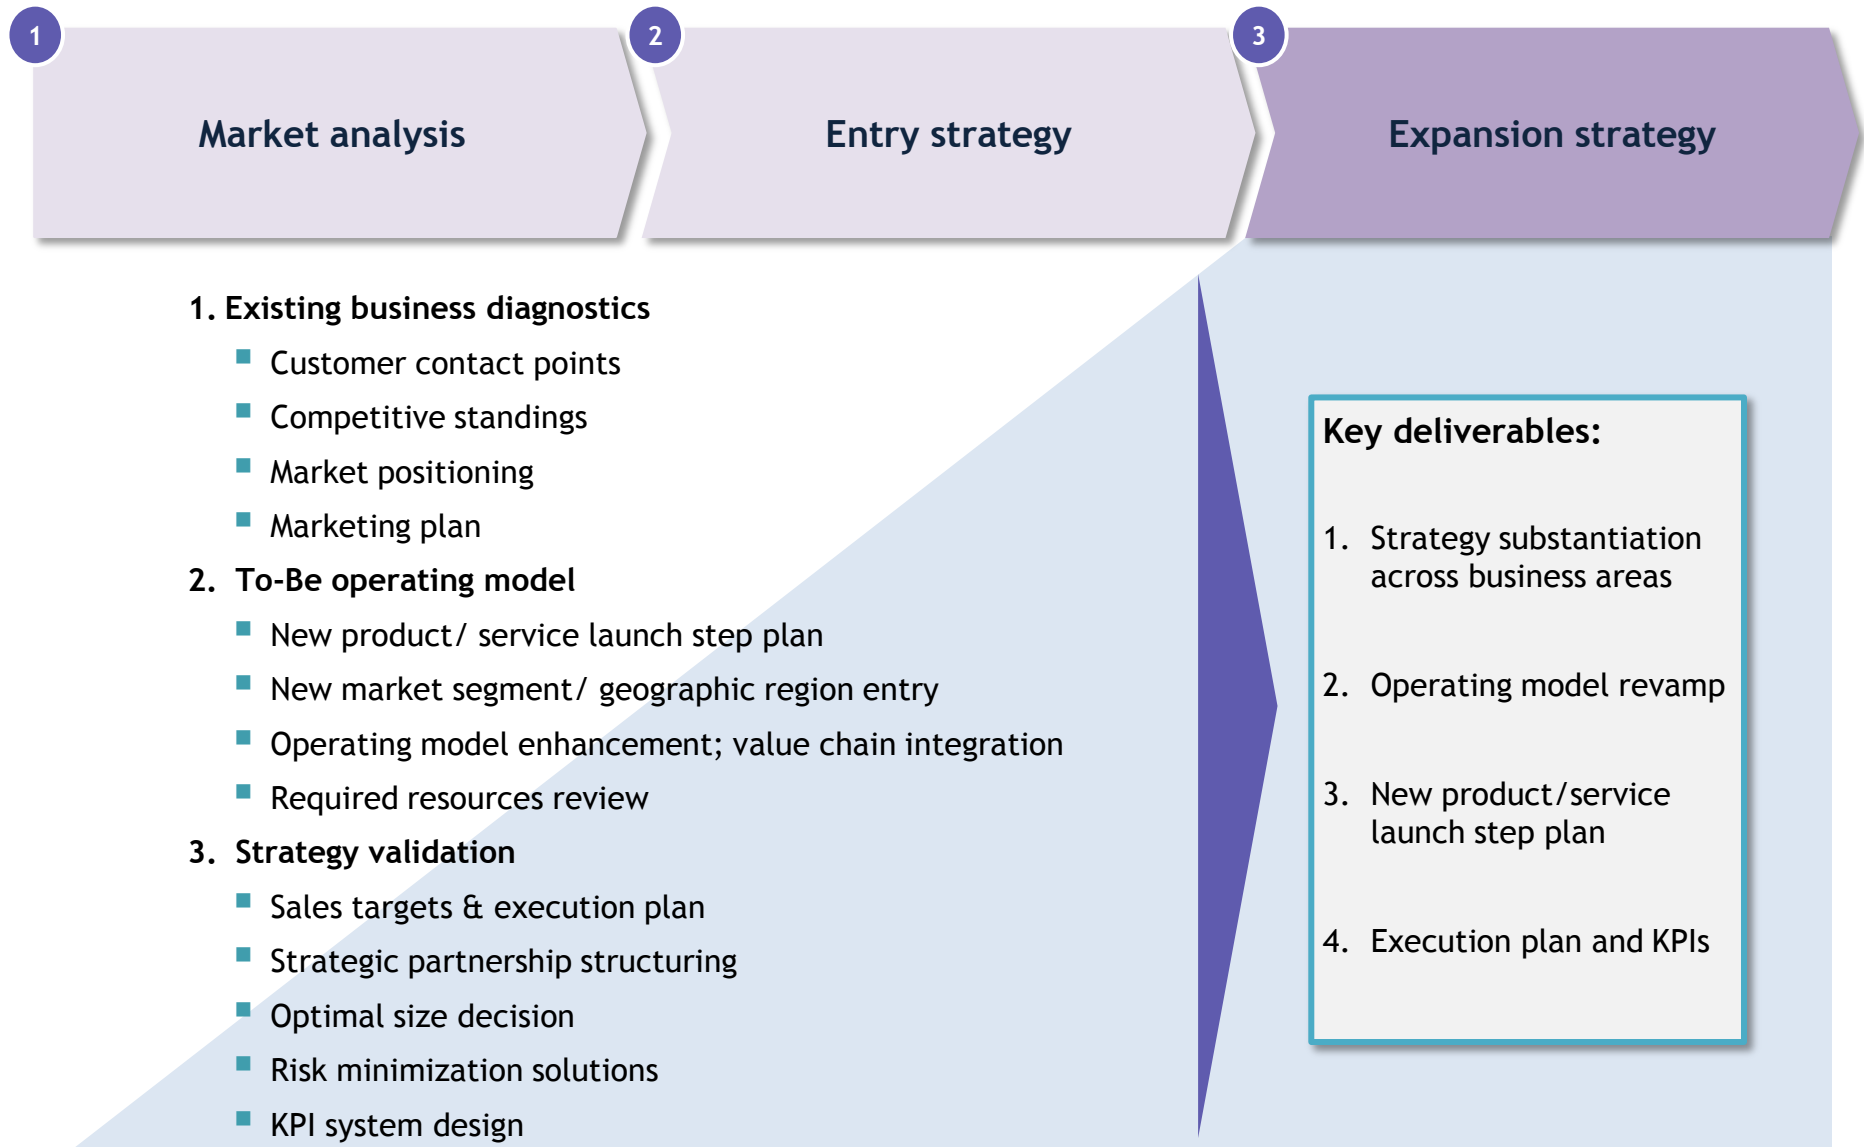 1
2
3
Market analysis
Entry strategy
Expansion strategy
1. Existing business diagnostics
Customer contact points
Competitive standings
Market positioning
Marketing plan
2. To-Be operating model
New product/ service launch step plan
New market segment/ geographic region entry
Operating model enhancement; value chain integration
Required resources review
3. Strategy validation
Sales targets & execution plan
Strategic partnership structuring
Optimal size decision
Risk minimization solutions
KPI system design
Key deliverables:
1. Strategy substantiation
across business areas
2. Operating model revamp
3. New product/service
launch step plan
4. Execution plan and KPIs